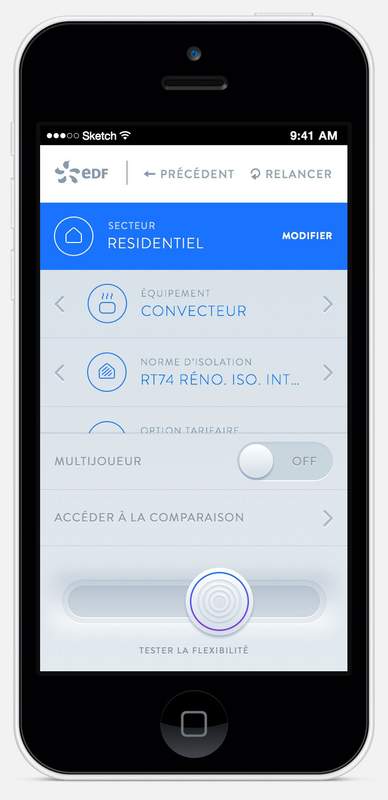 Sketch 9:41 AM
eDF PRÉCÉDENT RELANCER
SECTEUR
RESIDENTIEL
MODIFIER
ÉQUIPEMENT
CONVECTEUR
NORME D'ISOLATION
RT74 RÉNO. ISO. INT...
OPTION TARIFAIRE
MULTIJOUEUR OFF
ACCÉDER À LA COMPARAISON
TESTER LA FLEXIBILITÉ